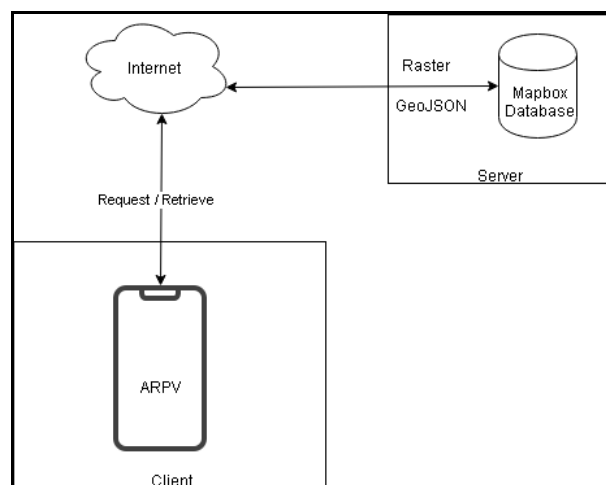 Internet
Raster
GeoJSON
Mapbox
Database
Server
Request / Retrieve
ARPV
Client